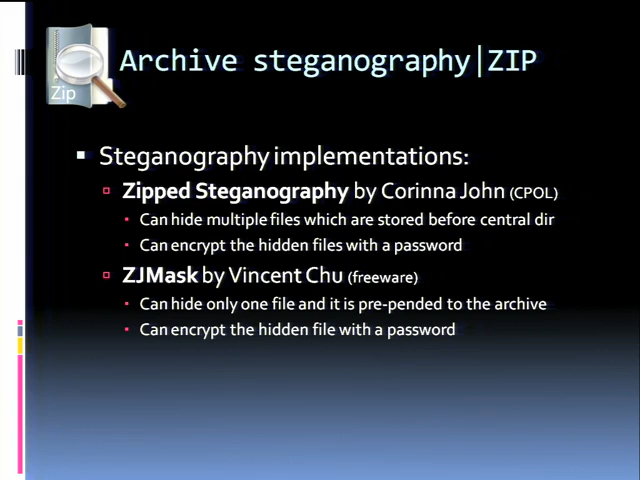 Zip
Archive steganography|ZIP
Steganography implementations:
Zipped Steganography by Corinna John (CPOL)
Can hide multiple files which are stored before central dir
Can encrypt the hidden files with a password
ZJMask by Vincent Chu (freeware)
Can hide only one file and it is pre-pended to the archive
Can encrypt the hidden file with a password